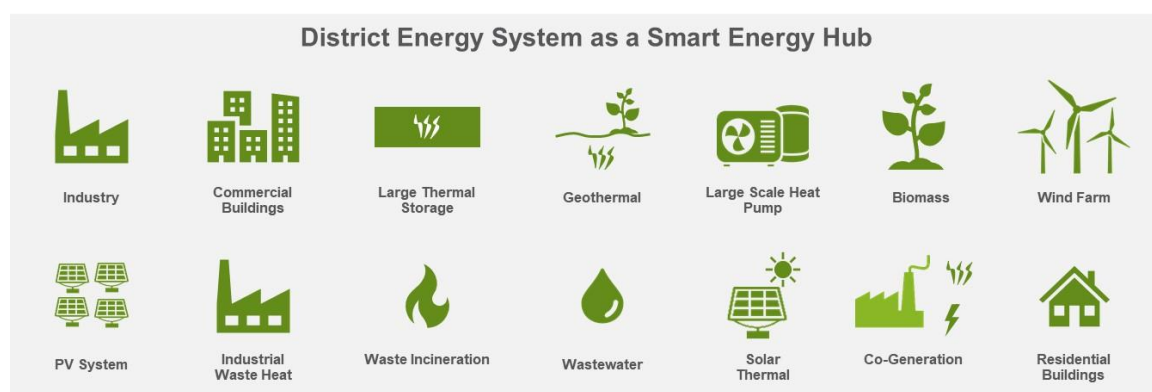 District Energy System as a Smart Energy Hub
Industry
Commercial
Buildings
Large Thermal
Storage
Geothermal
Large Scale Heat
Pump
Biomass
Wind Farm
PV System
Industrial
Waste Heat
Waste Incineration
Wastewater
Solar
Thermal
Co-Generation
Residential
Buildings